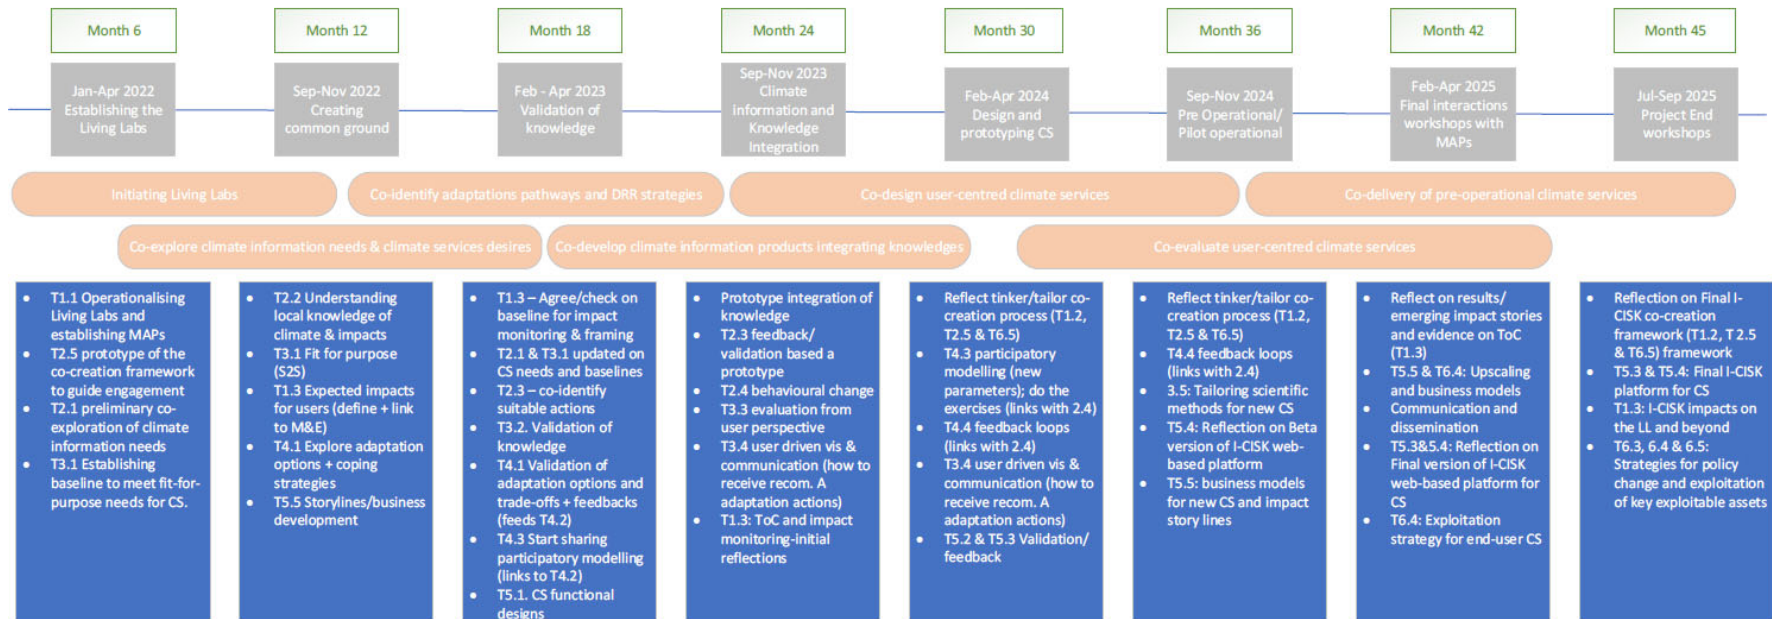 Month 6
Month 12
Month 18
Month 24
Month 30
Month 36
Month 42
Month 45
Jan-Apr 2022
Establishing the
Living Labs
Sep-Nov 2022
Creating
common ground
Feb - Apr 2023
Validation of
knowledge
Sep-Nov 2023
Climate
information and
Knowledge
Integration
Feb-Apr 2024
Design and
prototyping CS
Sep-Nov 2024
Pre Operational/
Pilot operational
Feb-Apr 2025
Final interactions
workshops with
MAPs
Jul-Sep 2025
Project End
workshops
Initiating Living Labs
Co-identify adaptations pathways and DRR strategies
Co-design user-centred climate services
Co-delivery of pre-operational climate services
Co-explore climate information needs & climate services desires
Co-develop climate information products integrating knowledges
Co-evaluate user-centred climate services
• T1.1 Operationalising
Living Labs and
establishing MAPs
• T2.5 prototype of the
co-creation framework
to guide engagement
• T2.1 preliminary co-
exploration of climate
information needs
• T3.1 Establishing
baseline to meet fit-for-
purpose needs for CS.
• T2.2 Understanding
local knowledge of
climate & impacts
• T3.1 Fit for purpose
(S2S)
• T1.3 Expected impacts
for users (define + link
to M&E)
• T4.1 Explore adaptation
options + coping
strategies
• T5.5 Storylines/business
development
• T1.3 – Agree/check on
baseline for impact
monitoring & framing
• T2.1 & T3.1 updated on
CS needs and baselines
• T2.3 – co-identify
suitable actions
• T3.2. Validation of
knowledge
• T4.1 Validation of
adaptation options and
trade-offs + feedbacks
(feeds T4.2)
• T4.3 Start sharing
participatory modelling
(links to T4.2)
• T5.1. CS functional
designs
• Prototype integration of
knowledge
• T2.3 feedback/
validation based a
prototype
• T2.4 behavioural change
• T3.3 evaluation from
user perspective
• T3.4 user driven vis &
communication (how to
receive recom. A
adaptation actions)
• T1.3: ToC and impact
monitoring-initial
reflections
• Reflect tinker/tailor co-
creation process (T1.2,
T2.5 & T6.5)
• T4.3 participatory
modelling (new
parameters); do the
exercises (links with 2.4)
• T4.4 feedback loops
(links with 2.4)
• T3.4 user driven vis &
communication (how to
receive recom. A
adaptation actions)
• T5.2 & T5.3 Validation/
feedback
• Reflect tinker/tailor co-
creation process (T1.2,
T2.5 & T6.5)
• T4.4 feedback loops
(links with 2.4)
• 3.5: Tailoring scientific
methods for new CS
• T5.4: Reflection on Beta
version of I-CISK web-
based platform
• T5.5: business models
for new CS and impact
story lines
• Reflect on results/
emerging impact stories
and evidence on ToC
(T1.3)
• T5.5 & T6.4: Upscaling
and business models
• Communication and
dissemination
• T5.3&5.4: Reflection on
Final version of I-CISK
web-based platform for
CS
• T6.4: Exploitation
strategy for end-user CS
• Reflection on Final I-
CISK co-creation
framework (T1.2, T 2.5
& T6.5) framework
• T5.3 & T5.4: Final I-CISK
platform for CS
• T1.3: I-CISK impacts on
the LL and beyond
• T6.3, 6.4 & 6.5:
Strategies for policy
change and exploitation
of key exploitable assets